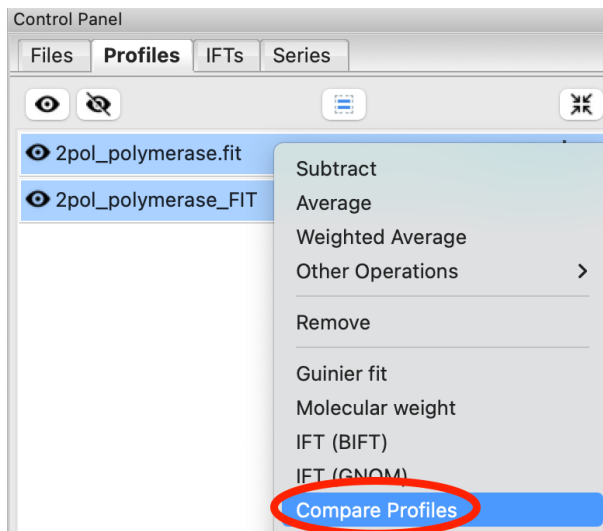 Control Panel
Files Profiles IFTs Series
2pol_polymerase.fit
2pol_polymerase_FIT
Subtract
Average
Weighted Average
Other Operations
Remove
Guinier fit
Molecular weight
IFT (BIFT)
IFT (GNOM)
Compare Profiles